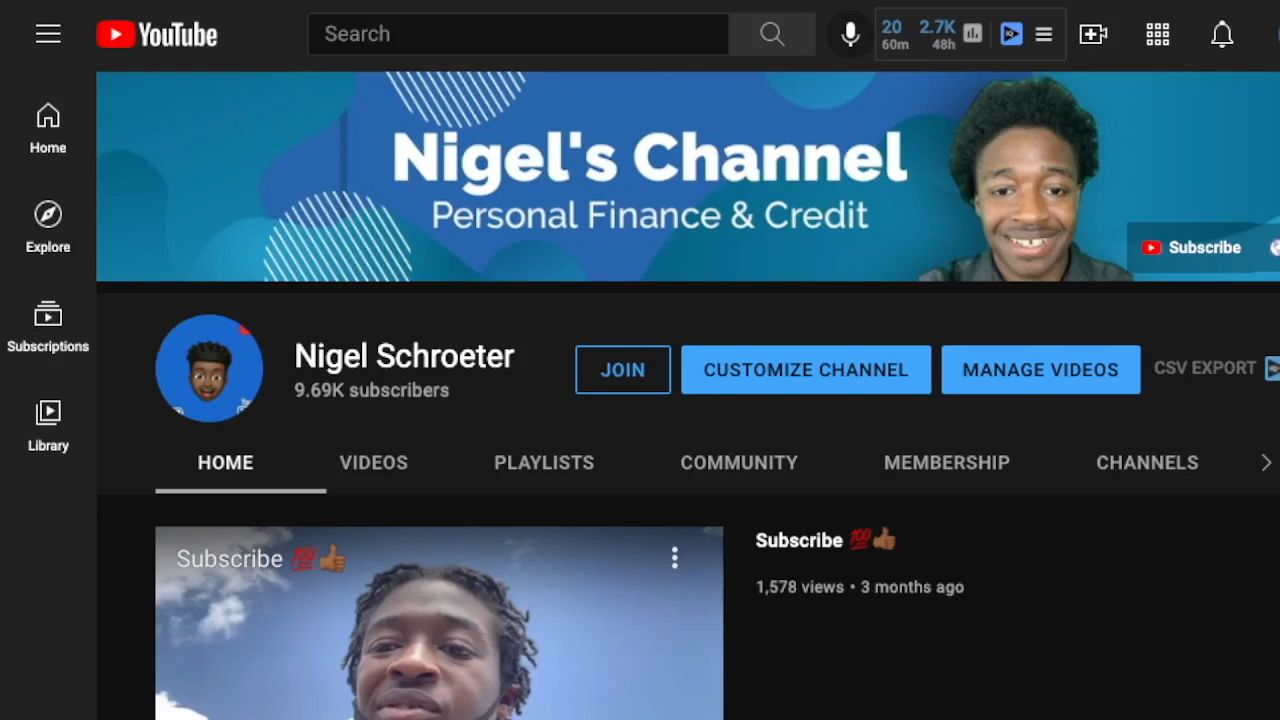 YouTube
Search
20 2.7K
60m 48h
Home
Explore
Subscriptions
Library
Nigel's Channel
Personal Finance & Credit
Subscribe
Nigel Schroeter
9.69K subscribers
JOIN
CUSTOMIZE CHANNEL
MANAGE VIDEOS
CSV EXPORT
HOME VIDEOS PLAYLISTS COMMUNITY MEMBERSHIP CHANNELS
Subscribe 💯👍🏾
Subscribe 💯👍🏾
1,578 views • 3 months ago